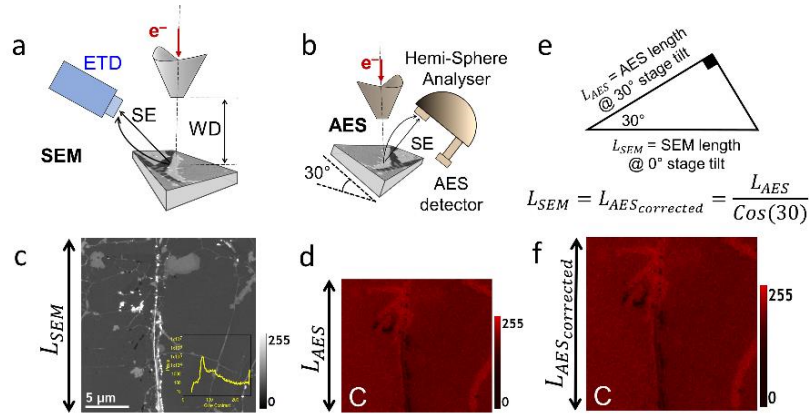 a
e⁻
ETD
SE
WD
SEM
b
e⁻
Hemi-Sphere
Analyser
AES
SE
30°
AES
detector
e
L_AES = AES length
@ 30° stage tilt
30°
L_SEM = SEM length
@ 0° stage tilt
L_SEM = L_AES_corrected = L_AES / Cos(30)
c
L_SEM
5 μm
255
0
d
L_AES
C
255
0
f
L_AES_corrected
C
255
0